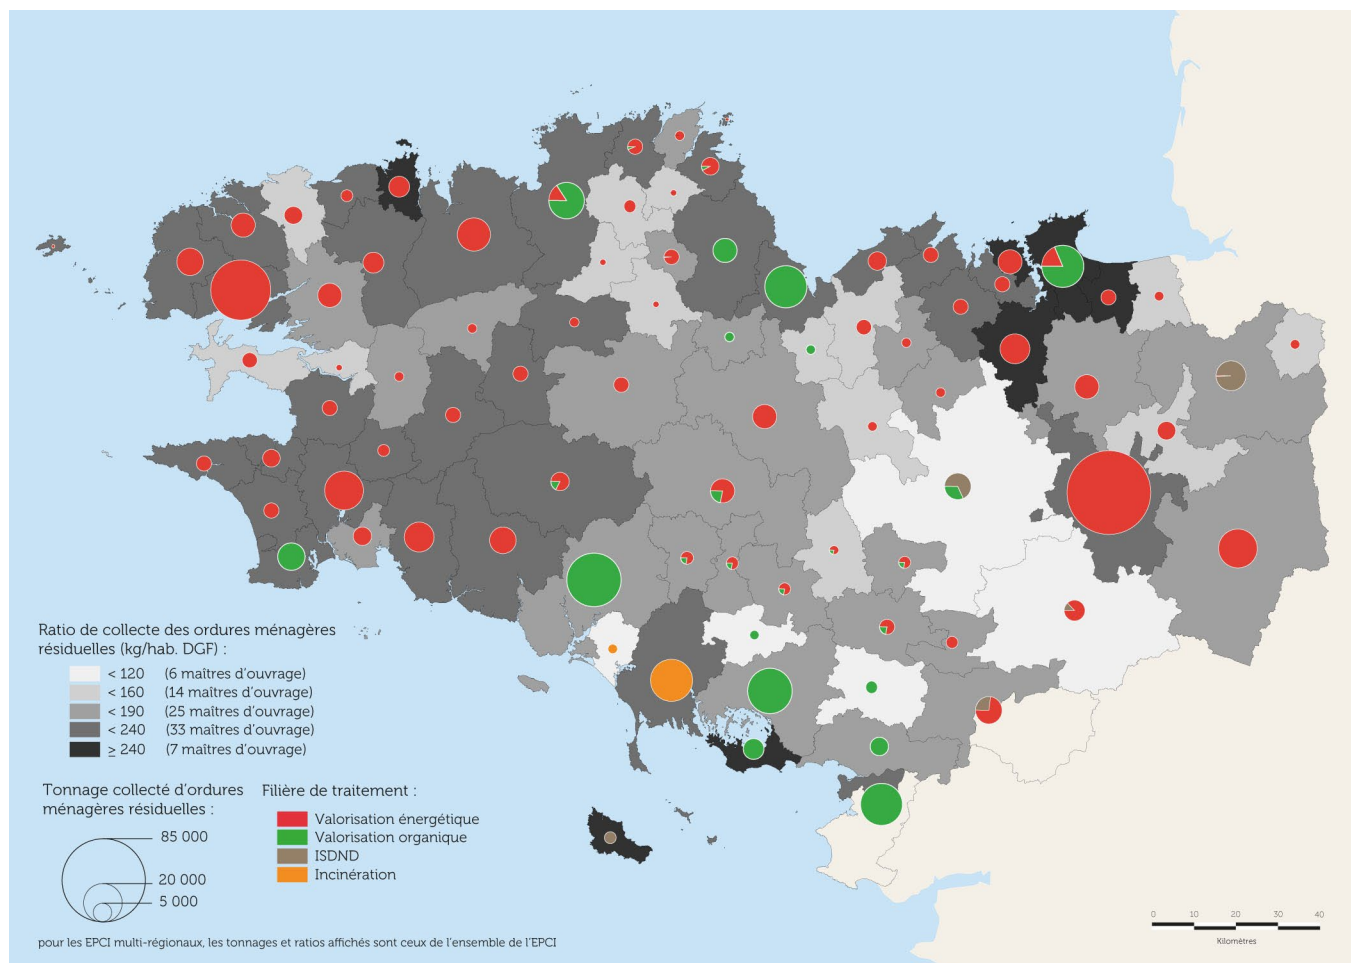 Ratio de collecte des ordures ménagères
résiduelles (kg/hab. DGF) :
< 120 (6 maîtres d'ouvrage)
< 160 (14 maîtres d'ouvrage)
< 190 (25 maîtres d'ouvrage)
< 240 (33 maîtres d'ouvrage)
≥ 240 (7 maîtres d'ouvrage)
Tonnage collecté d'ordures
ménagères résiduelles :
85 000
20 000
5 000
Filière de traitement :
Valorisation énergétique
Valorisation organique
ISDND
Incinération
pour les EPCI multi-régionaux, les tonnages et ratios affichés sont ceux de l'ensemble de l'EPCI
0 10 20 30 40
Kilomètres